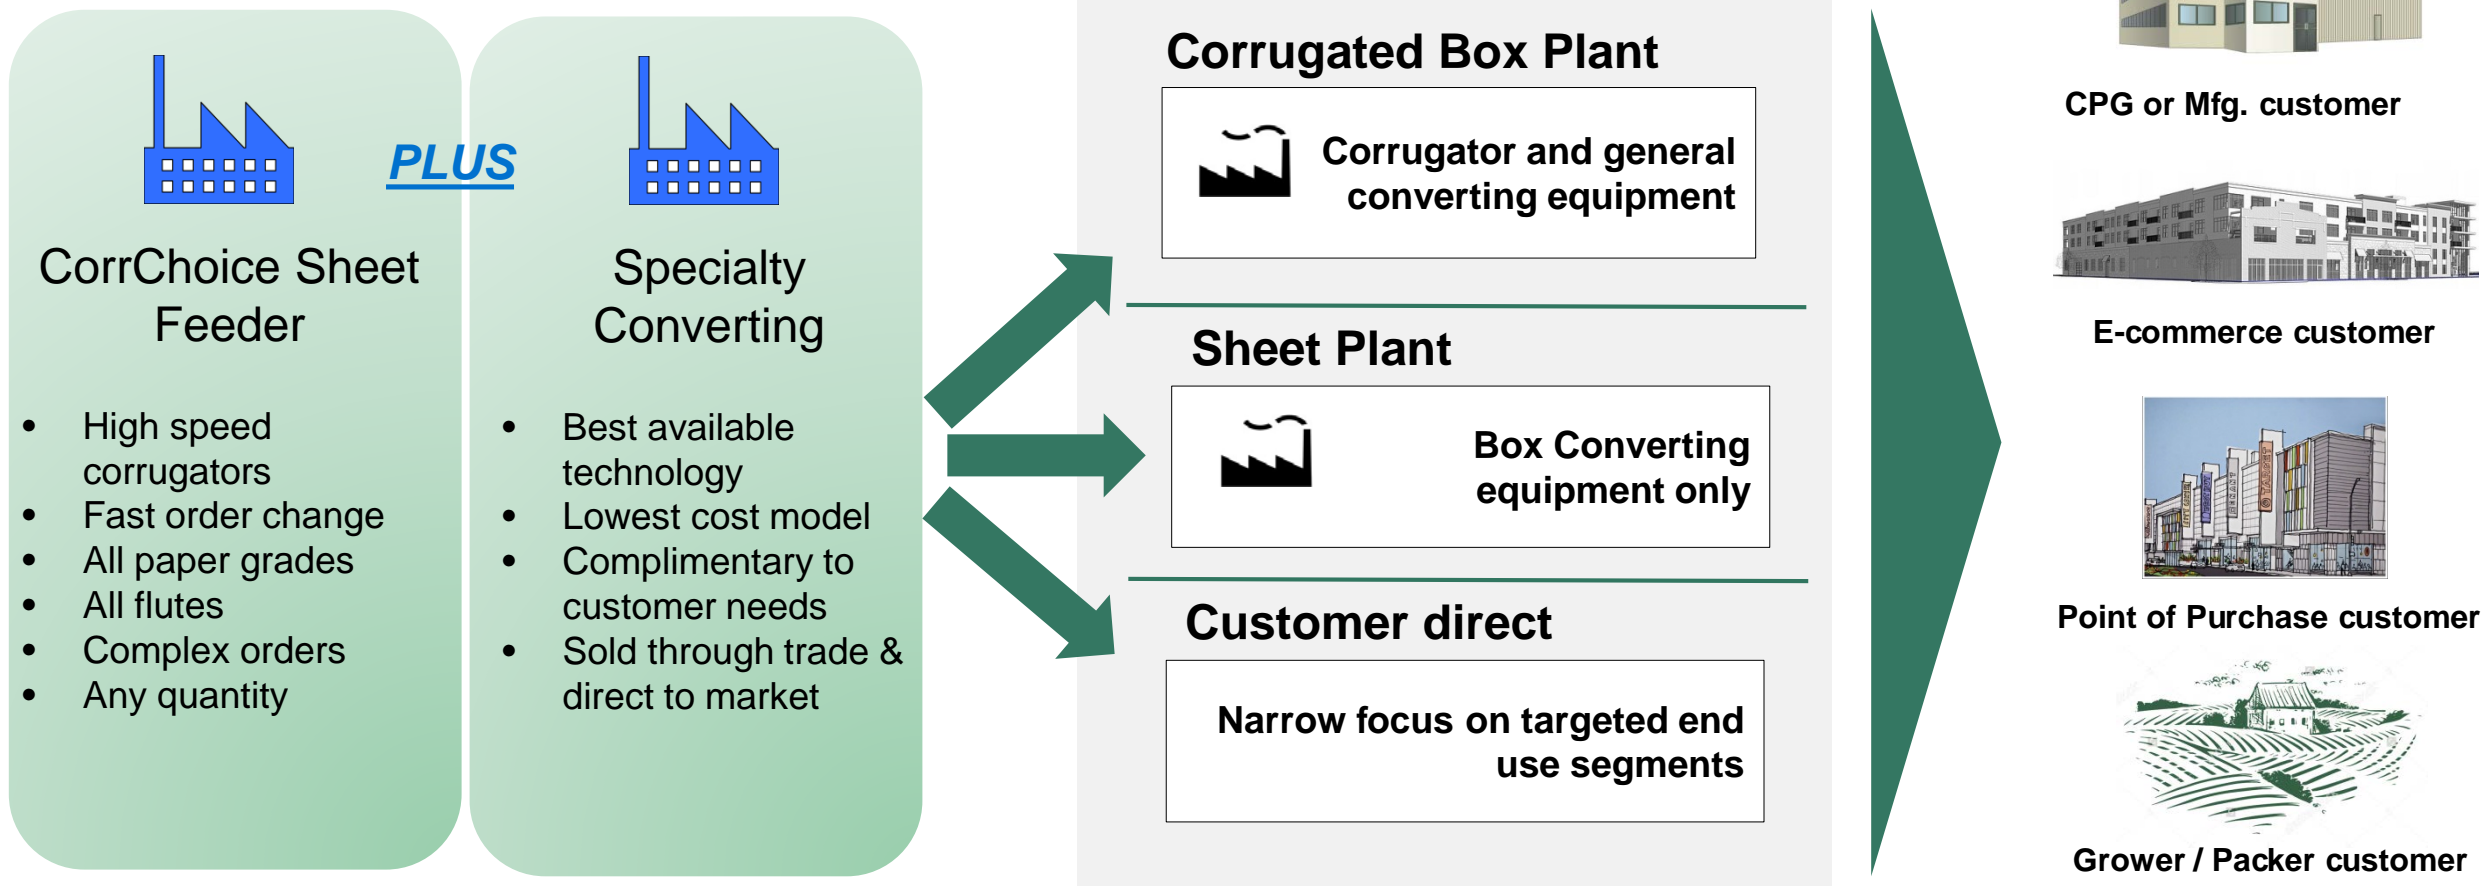 CorrChoice Sheet
Feeder
• High speed
corrugators
• Fast order change
• All paper grades
• All flutes
• Complex orders
• Any quantity
PLUS
Specialty
Converting
• Best available
technology
• Lowest cost model
• Complimentary to
customer needs
• Sold through trade &
direct to market
Corrugated Box Plant
Corrugator and general
converting equipment
Sheet Plant
Box Converting
equipment only
Customer direct
Narrow focus on targeted end
use segments
CPG or Mfg. customer
E-commerce customer
TARGET
Point of Purchase customer
Grower / Packer customer